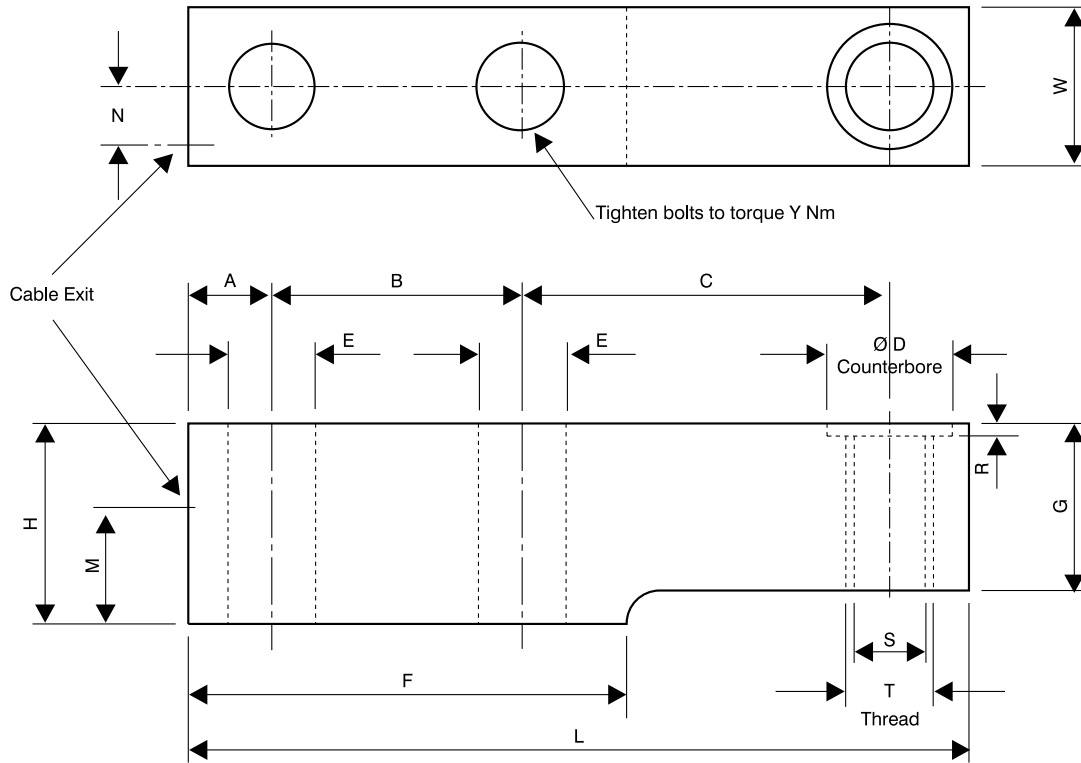 N
W
Tighten bolts to torque Y Nm
Cable Exit
A
B
C
E
E
Ø D
Counterbore
H
M
R
G
S
F
T
Thread
L